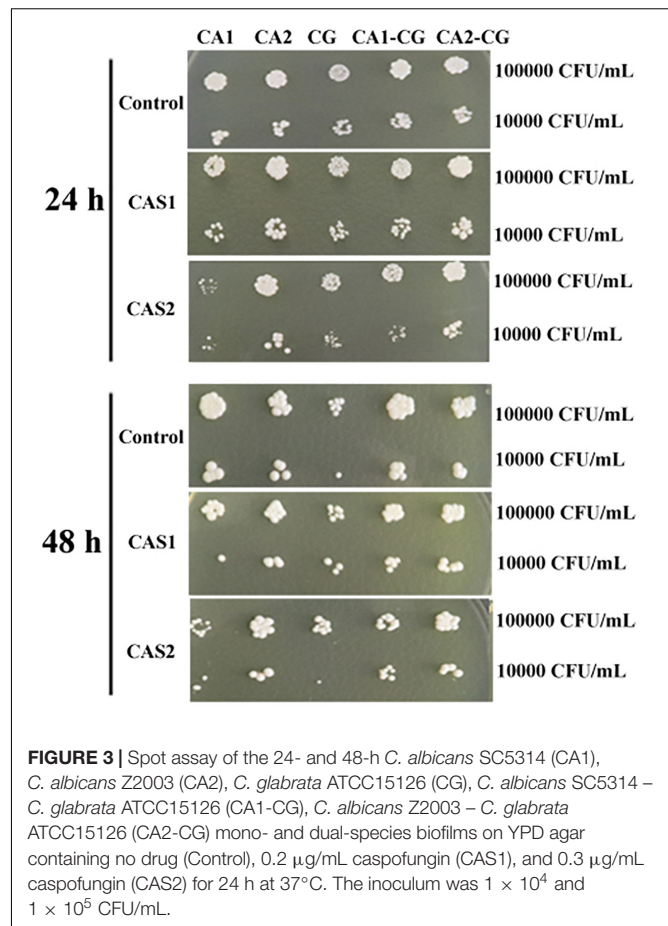 CA1 CA2 CG CA1-CG CA2-CG
24 h
Control
100000 CFU/mL
10000 CFU/mL
CAS1
100000 CFU/mL
10000 CFU/mL
CAS2
100000 CFU/mL
10000 CFU/mL
48 h
Control
100000 CFU/mL
10000 CFU/mL
CAS1
100000 CFU/mL
10000 CFU/mL
CAS2
100000 CFU/mL
10000 CFU/mL
FIGURE 3 | Spot assay of the 24- and 48-h C. albicans SC5314 (CA1),
C. albicans Z2003 (CA2), C. glabrata ATCC15126 (CG), C. albicans SC5314 –
C. glabrata ATCC15126 (CA1-CG), C. albicans Z2003 – C. glabrata
ATCC15126 (CA2-CG) mono- and dual-species biofilms on YPD agar
containing no drug (Control), 0.2 μg/mL caspofungin (CAS1), and 0.3 μg/mL
caspofungin (CAS2) for 24 h at 37°C. The inoculum was 1 × 10⁴ and
1 × 10⁵ CFU/mL.